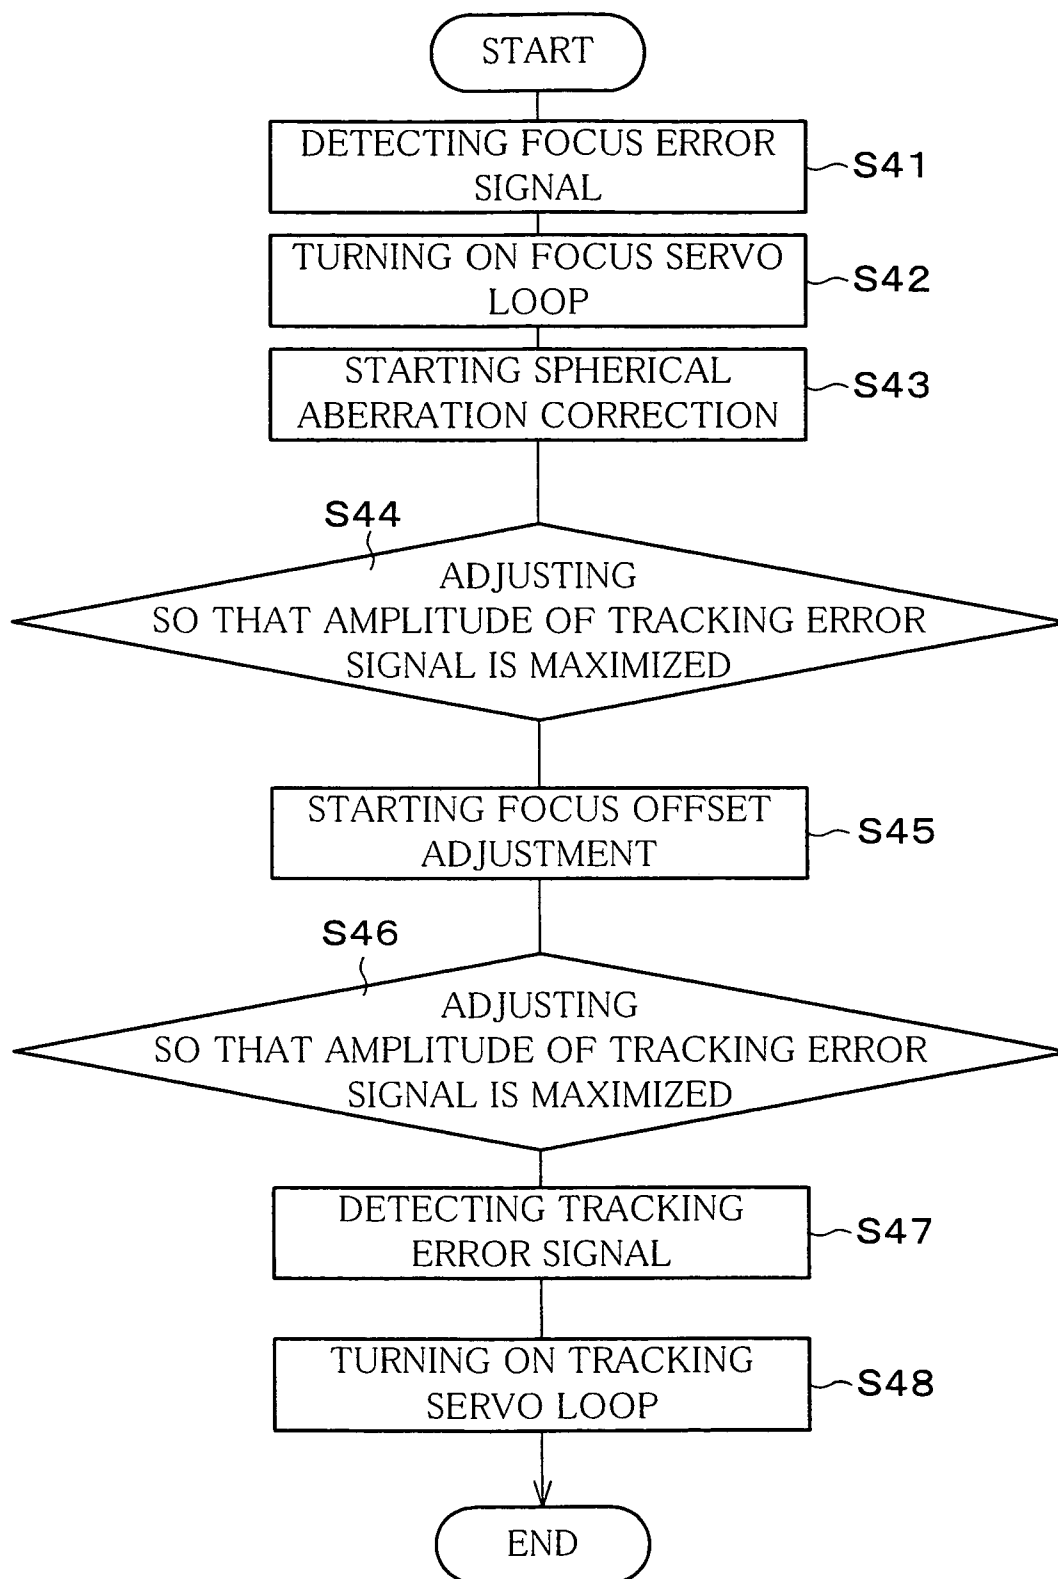 START
DETECTING FOCUS ERROR
SIGNAL
S41
TURNING ON FOCUS SERVO
LOOP
S42
STARTING SPHERICAL
ABERRATION CORRECTION
S43
S44
ADJUSTING
SO THAT AMPLITUDE OF TRACKING ERROR
SIGNAL IS MAXIMIZED
STARTING FOCUS OFFSET
ADJUSTMENT
S45
S46
ADJUSTING
SO THAT AMPLITUDE OF TRACKING ERROR
SIGNAL IS MAXIMIZED
DETECTING TRACKING
ERROR SIGNAL
S47
TURNING ON TRACKING
SERVO LOOP
S48
END